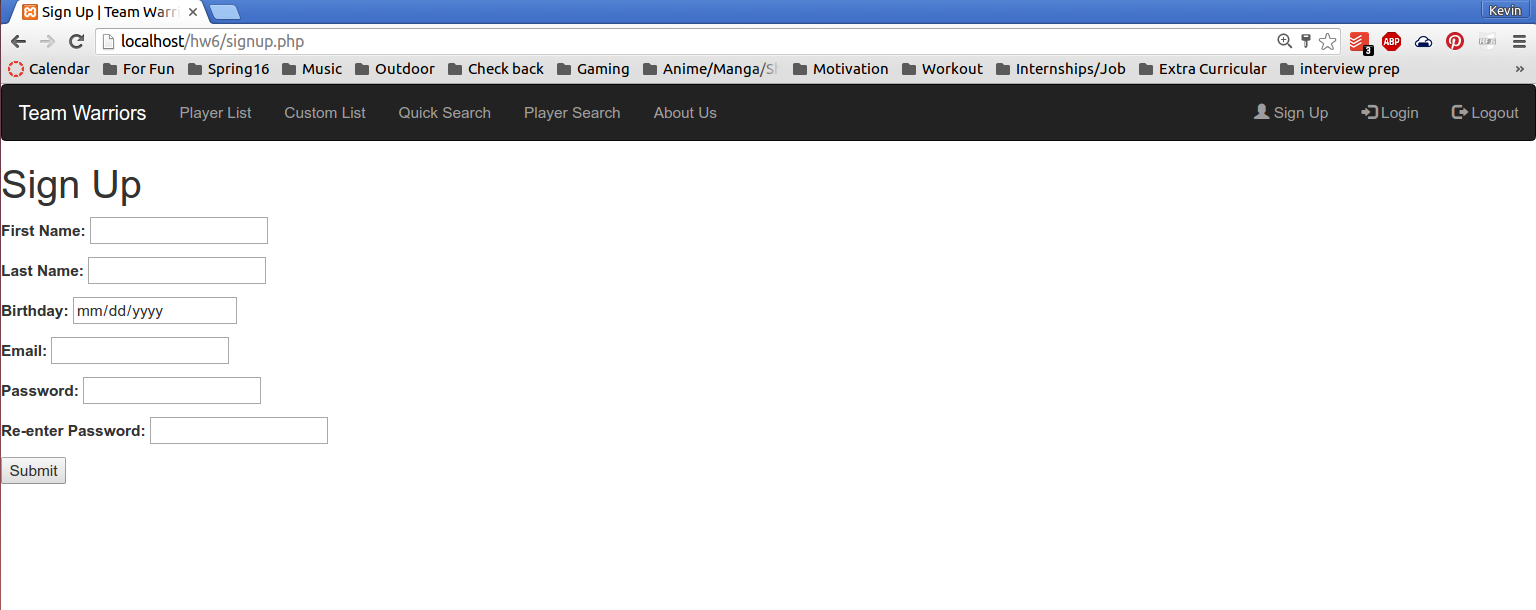 Sign Up | Team Warri
Kevin
localhost/hw6/signup.php
3
ABP
Calendar For Fun Spring16 Music Outdoor Check back Gaming Anime/Manga/Sh Motivation Workout Internships/Job Extra Curricular interview prep »
Team Warriors Player List Custom List Quick Search Player Search About Us Sign Up Login Logout
Sign Up
First Name:
Last Name:
Birthday: mm/dd/yyyy
Email:
Password:
Re-enter Password:
Submit